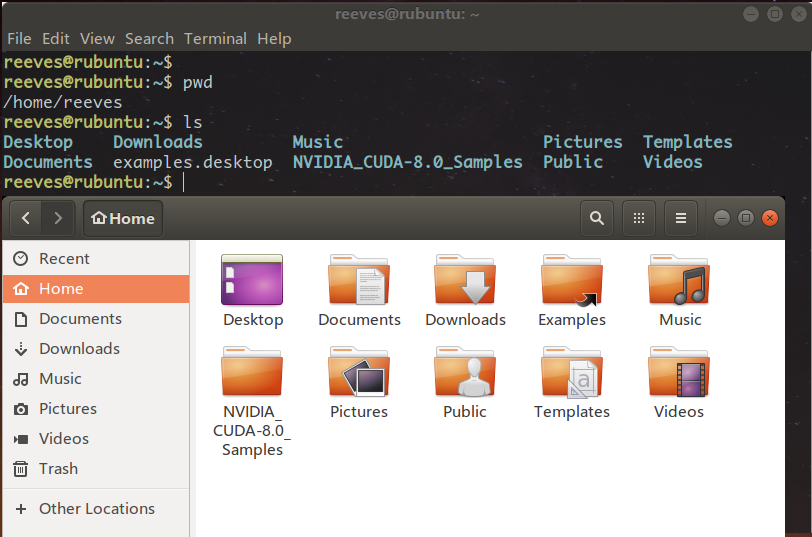 reeves@rubuntu: ~
File Edit View Search Terminal Help
reeves@rubuntu:~$
reeves@rubuntu:~$ pwd
/home/reeves
reeves@rubuntu:~$ ls
Desktop Downloads Music Pictures Templates
Documents examples.desktop NVIDIA_CUDA-8.0_Samples Public Videos
reeves@rubuntu:~$
Home
Recent
Home
Documents
Downloads
Music
Pictures
Videos
Trash
Other Locations
Desktop Documents Downloads Examples Music
NVIDIA_ Pictures Public Templates Videos
CUDA-8.0_
Samples